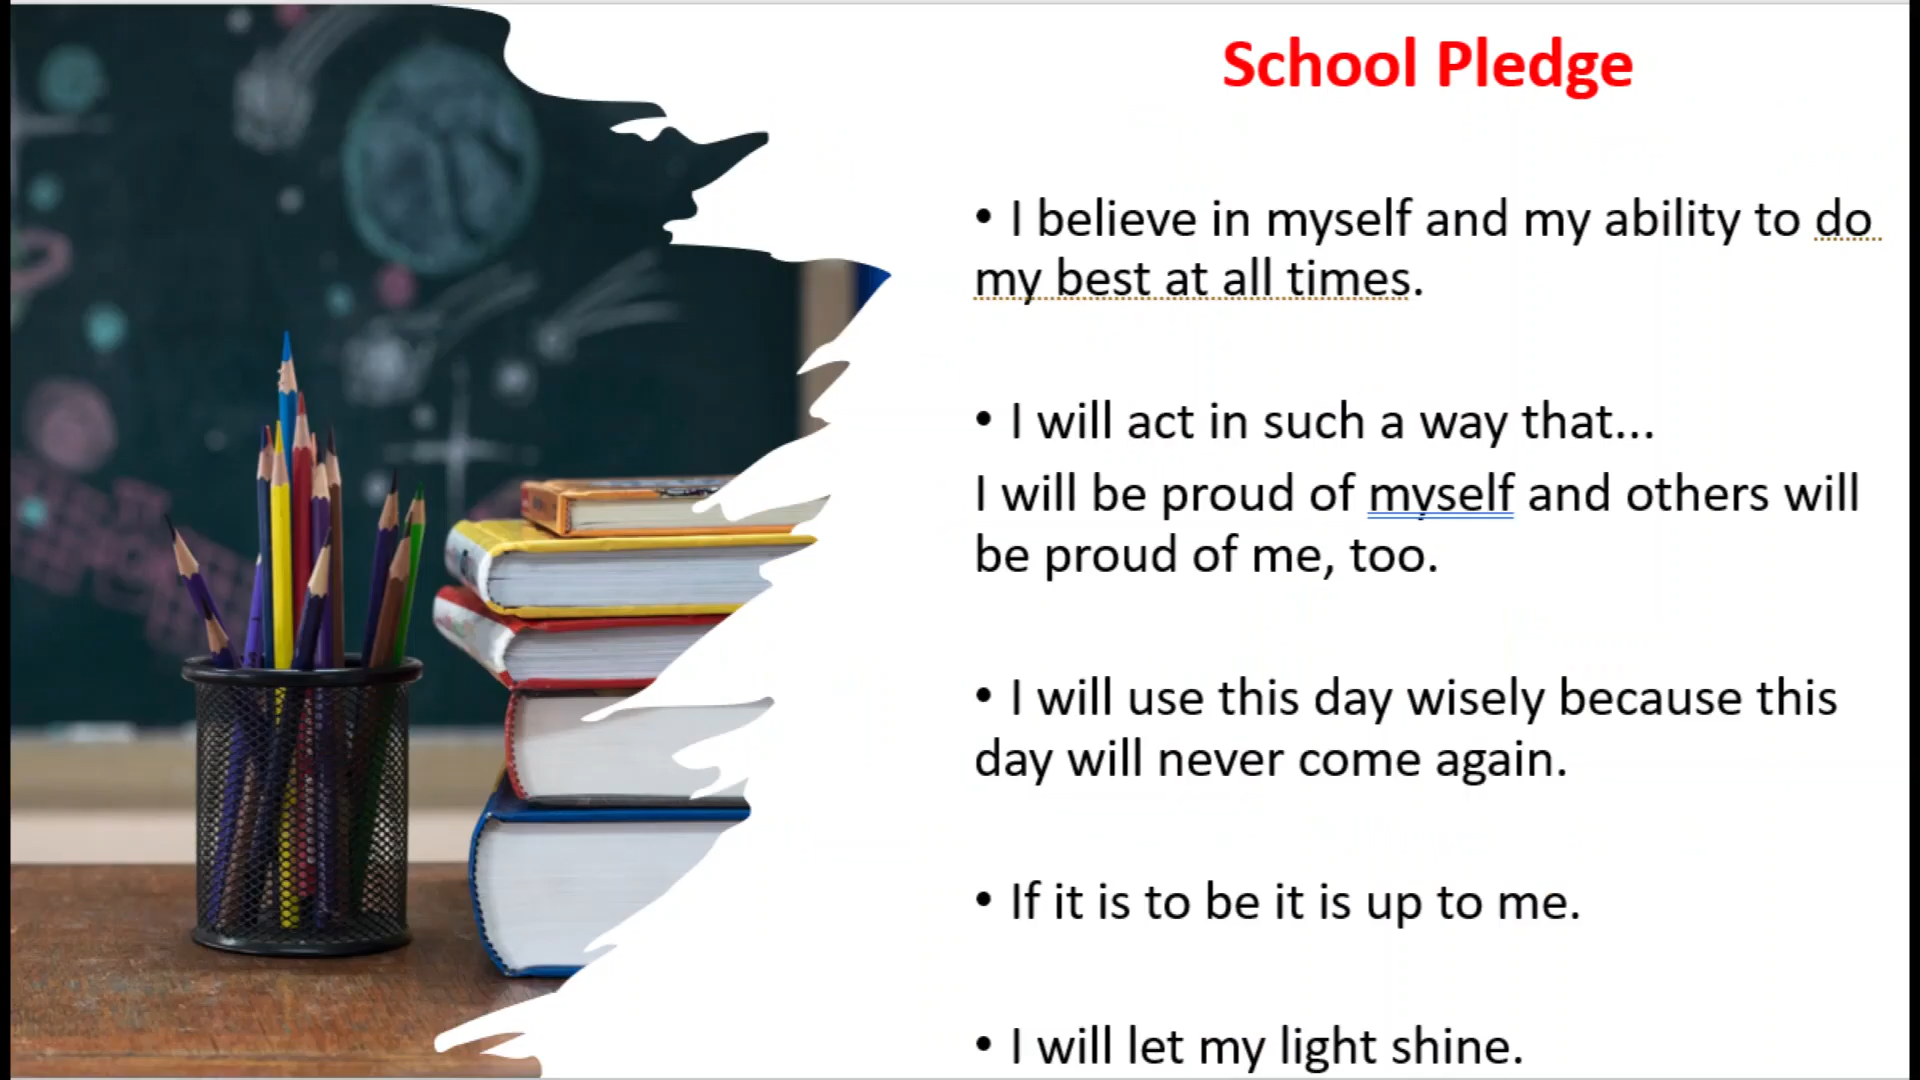 School Pledge
• I believe in myself and my ability to do
my best at all times.
• I will act in such a way that...
I will be proud of myself and others will
be proud of me, too.
• I will use this day wisely because this
day will never come again.
• If it is to be it is up to me.
• I will let my light shine.